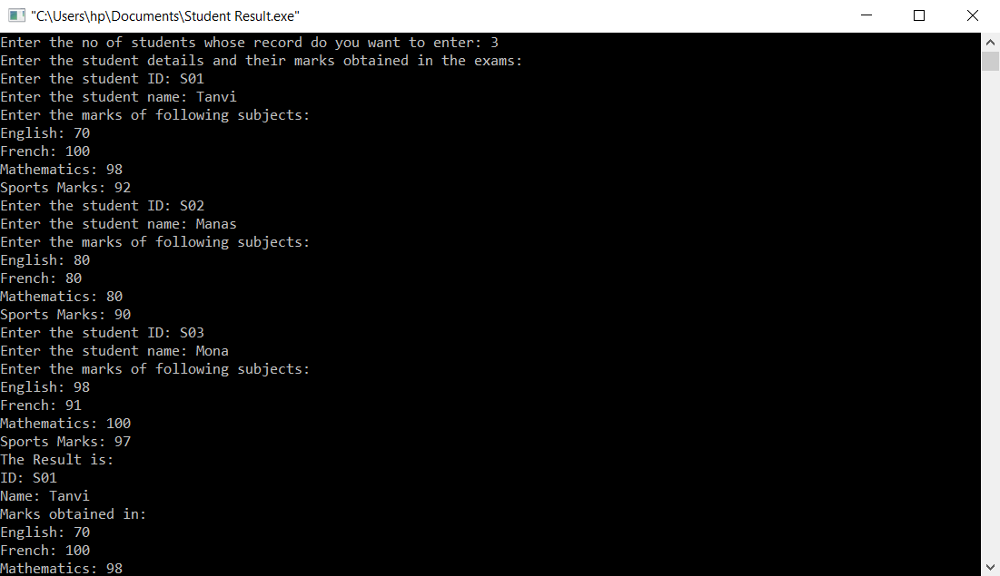 "C:\Users\hp\Documents\Student Result.exe"
Enter the no of students whose record do you want to enter: 3
Enter the student details and their marks obtained in the exams:
Enter the student ID: S01
Enter the student name: Tanvi
Enter the marks of following subjects:
English: 70
French: 100
Mathematics: 98
Sports Marks: 92
Enter the student ID: S02
Enter the student name: Manas
Enter the marks of following subjects:
English: 80
French: 80
Mathematics: 80
Sports Marks: 90
Enter the student ID: S03
Enter the student name: Mona
Enter the marks of following subjects:
English: 98
French: 91
Mathematics: 100
Sports Marks: 97
The Result is:
ID: S01
Name: Tanvi
Marks obtained in:
English: 70
French: 100
Mathematics: 98